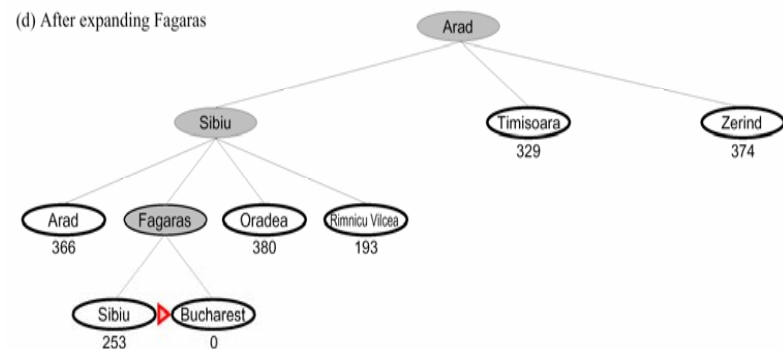 (d) After expanding Fagaras
Arad
Sibiu
Timisoara
Zerind
329
374
Arad
Fagaras
Oradea
Rimnicu Vilcea
366
380
193
Sibiu
Bucharest
253
0